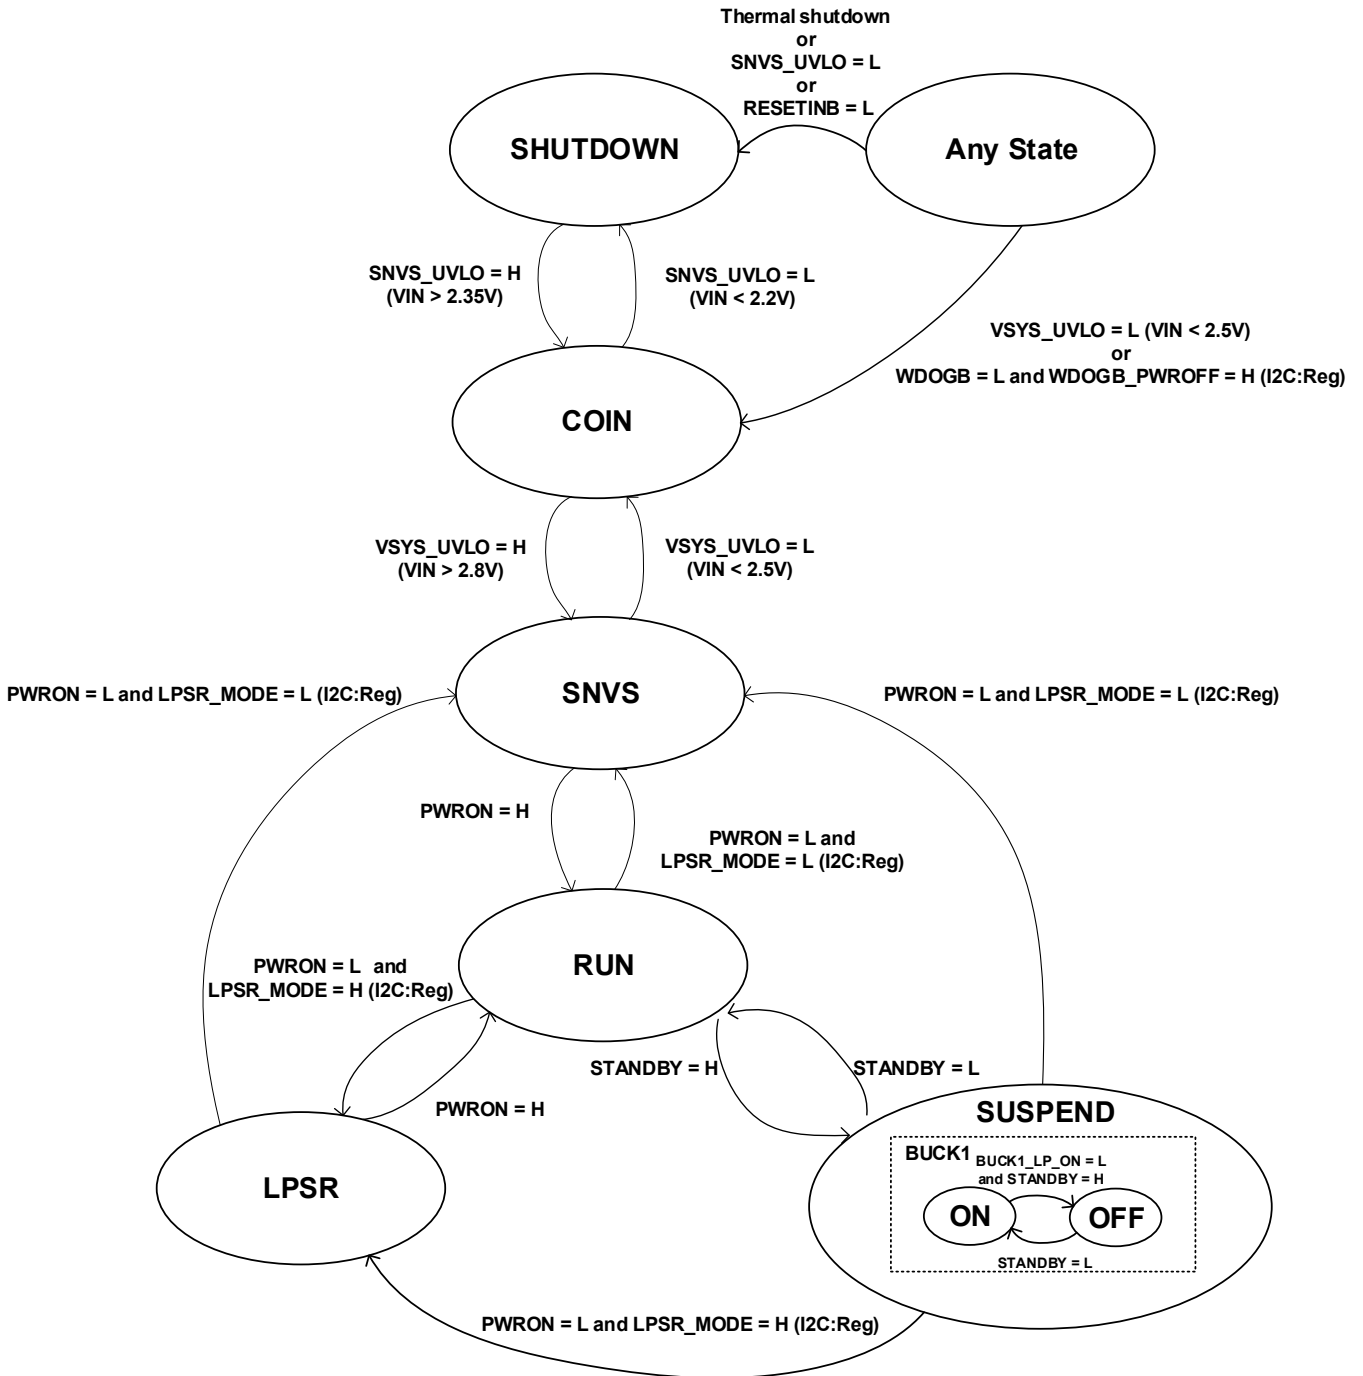 Thermal shutdown
or
SNVS_UVLO = L
or
RESETINB = L
SHUTDOWN
Any State
SNVS_UVLO = H
(VIN > 2.35V)
SNVS_UVLO = L
(VIN < 2.2V)
VSYS_UVLO = L (VIN < 2.5V)
or
WDOGB = L and WDOGB_PWROFF = H (I2C:Reg)
COIN
VSYS_UVLO = H
(VIN > 2.8V)
VSYS_UVLO = L
(VIN < 2.5V)
PWRON = L and LPSR_MODE = L (I2C:Reg)
SNVS
PWRON = L and LPSR_MODE = L (I2C:Reg)
PWRON = H
PWRON = L and
LPSR_MODE = L (I2C:Reg)
RUN
PWRON = L and
LPSR_MODE = H (I2C:Reg)
STANDBY = H
STANDBY = L
PWRON = H
SUSPEND
BUCK1
BUCK1_LP_ON = L
and STANDBY = H
LPSR
ON
OFF
STANDBY = L
PWRON = L and LPSR_MODE = H (I2C:Reg)